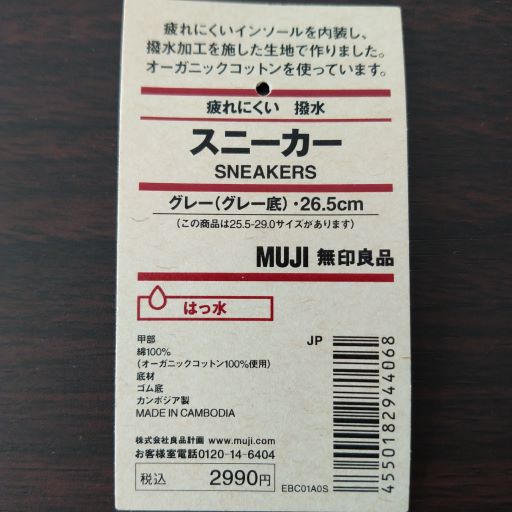 疲れにくいインソールを内装し、
撥水加工を施した生地で作りました。
オーガニックコットンを使っています。
疲れにくい 撥水
スニーカー
SNEAKERS
グレー(グレー底)・26.5cm
(この商品は25.5-29.0サイズがあります)
MUJI 無印良品
はっ水
甲部
綿100%
(オーガニックコットン100%使用)
底材
ゴム底
カンボジア製
MADE IN CAMBODIA
株式会社良品計画 www.muji.com
お客様室電話0120-14-6404
税込 2990円
JP
4550182944068
EBC01A0S